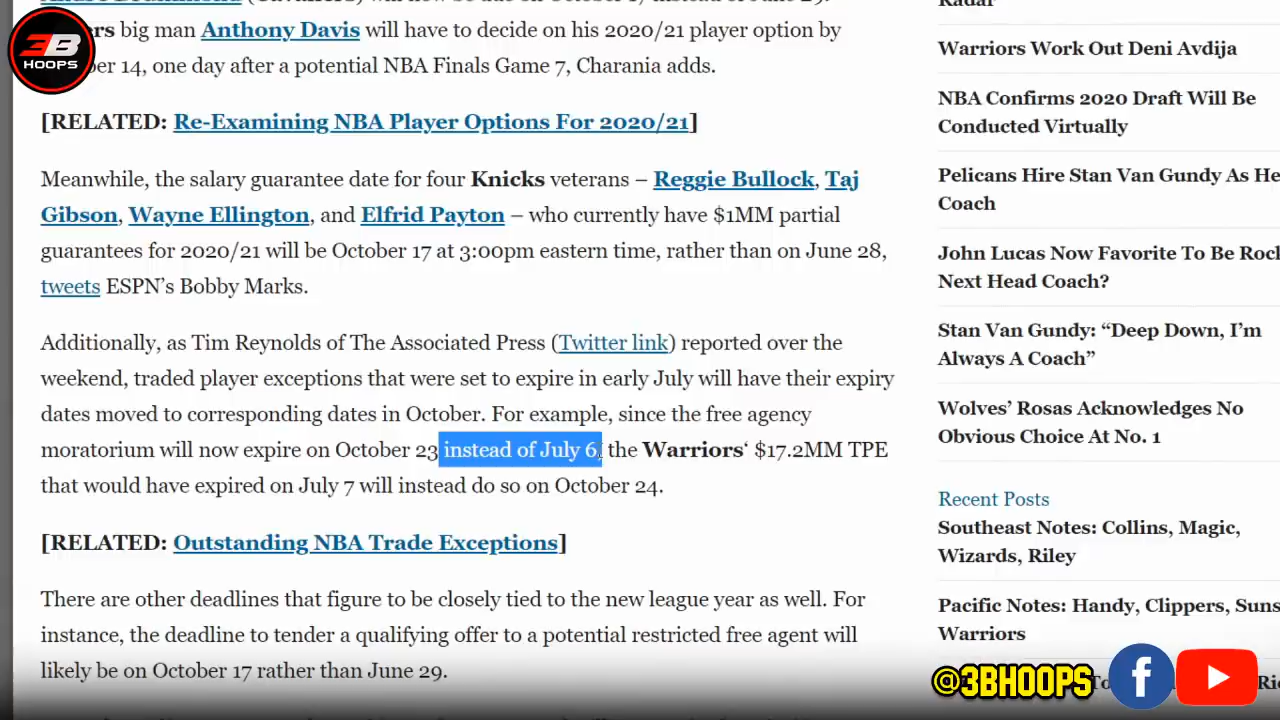 3B
HOOPS
big man Anthony Davis will have to decide on his 2020/21 player option by
14, one day after a potential NBA Finals Game 7, Charania adds.
[RELATED: Re-Examining NBA Player Options For 2020/21]
Meanwhile, the salary guarantee date for four Knicks veterans – Reggie Bullock, Taj
Gibson, Wayne Ellington, and Elfrid Payton – who currently have $1MM partial
guarantees for 2020/21 will be October 17 at 3:00pm eastern time, rather than on June 28,
tweets ESPN’s Bobby Marks.
Additionally, as Tim Reynolds of The Associated Press (Twitter link) reported over the
weekend, traded player exceptions that were set to expire in early July will have their expiry
dates moved to corresponding dates in October. For example, since the free agency
moratorium will now expire on October 23 instead of July 6, the Warriors‘ $17.2MM TPE
that would have expired on July 7 will instead do so on October 24.
[RELATED: Outstanding NBA Trade Exceptions]
There are other deadlines that figure to be closely tied to the new league year as well. For
instance, the deadline to tender a qualifying offer to a potential restricted free agent will
likely be on October 17 rather than June 29.
Radar
Warriors Work Out Deni Avdija
NBA Confirms 2020 Draft Will Be
Conducted Virtually
Pelicans Hire Stan Van Gundy As He
Coach
John Lucas Now Favorite To Be Rock
Next Head Coach?
Stan Van Gundy: “Deep Down, I’m
Always A Coach”
Wolves’ Rosas Acknowledges No
Obvious Choice At No. 1
Recent Posts
Southeast Notes: Collins, Magic,
Wizards, Riley
Pacific Notes: Handy, Clippers, Suns
Warriors
@3BHOOPS